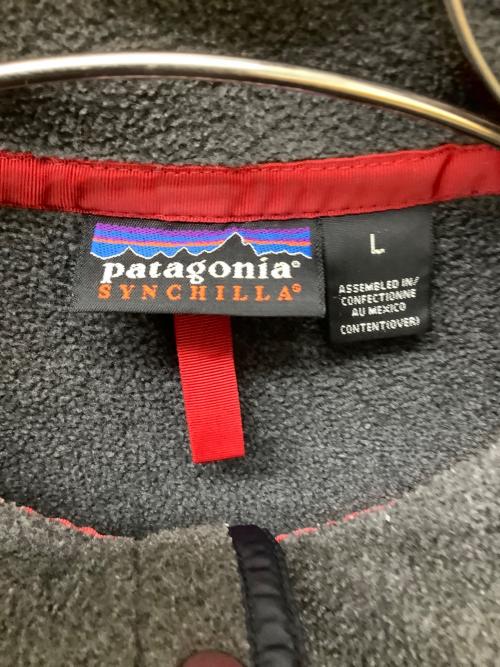 patagonia®
SYNCHILLA®
L
ASSEMBLED IN/
CONFECTIONNE
AU MEXICO
CONTENT(OVER)